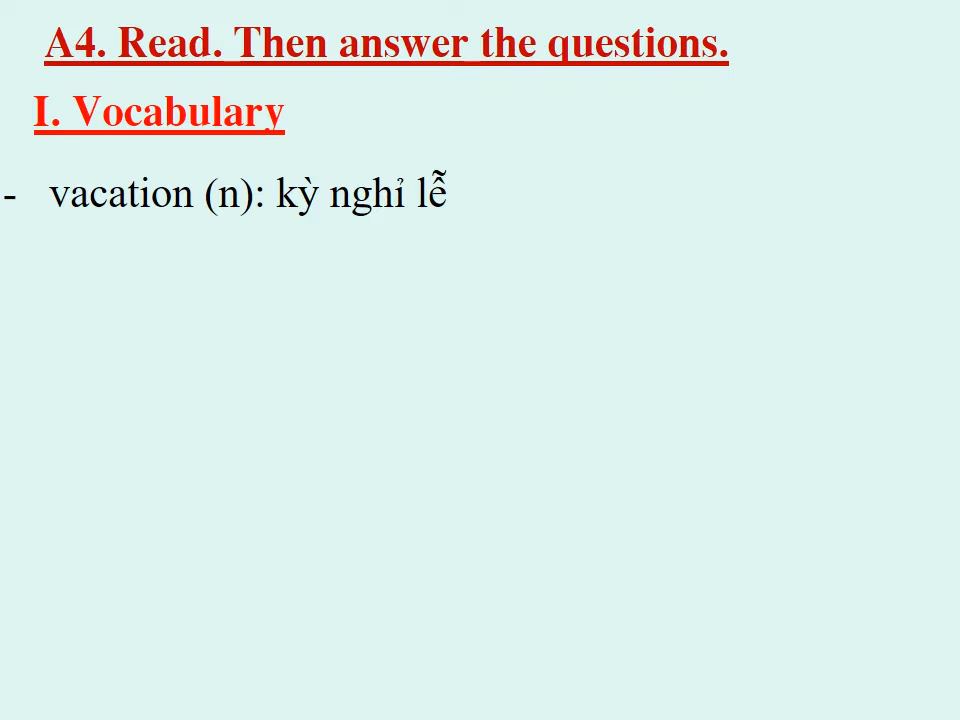 A4. Read. Then answer the questions.
I. Vocabulary
- vacation (n): kỳ nghỉ lễ